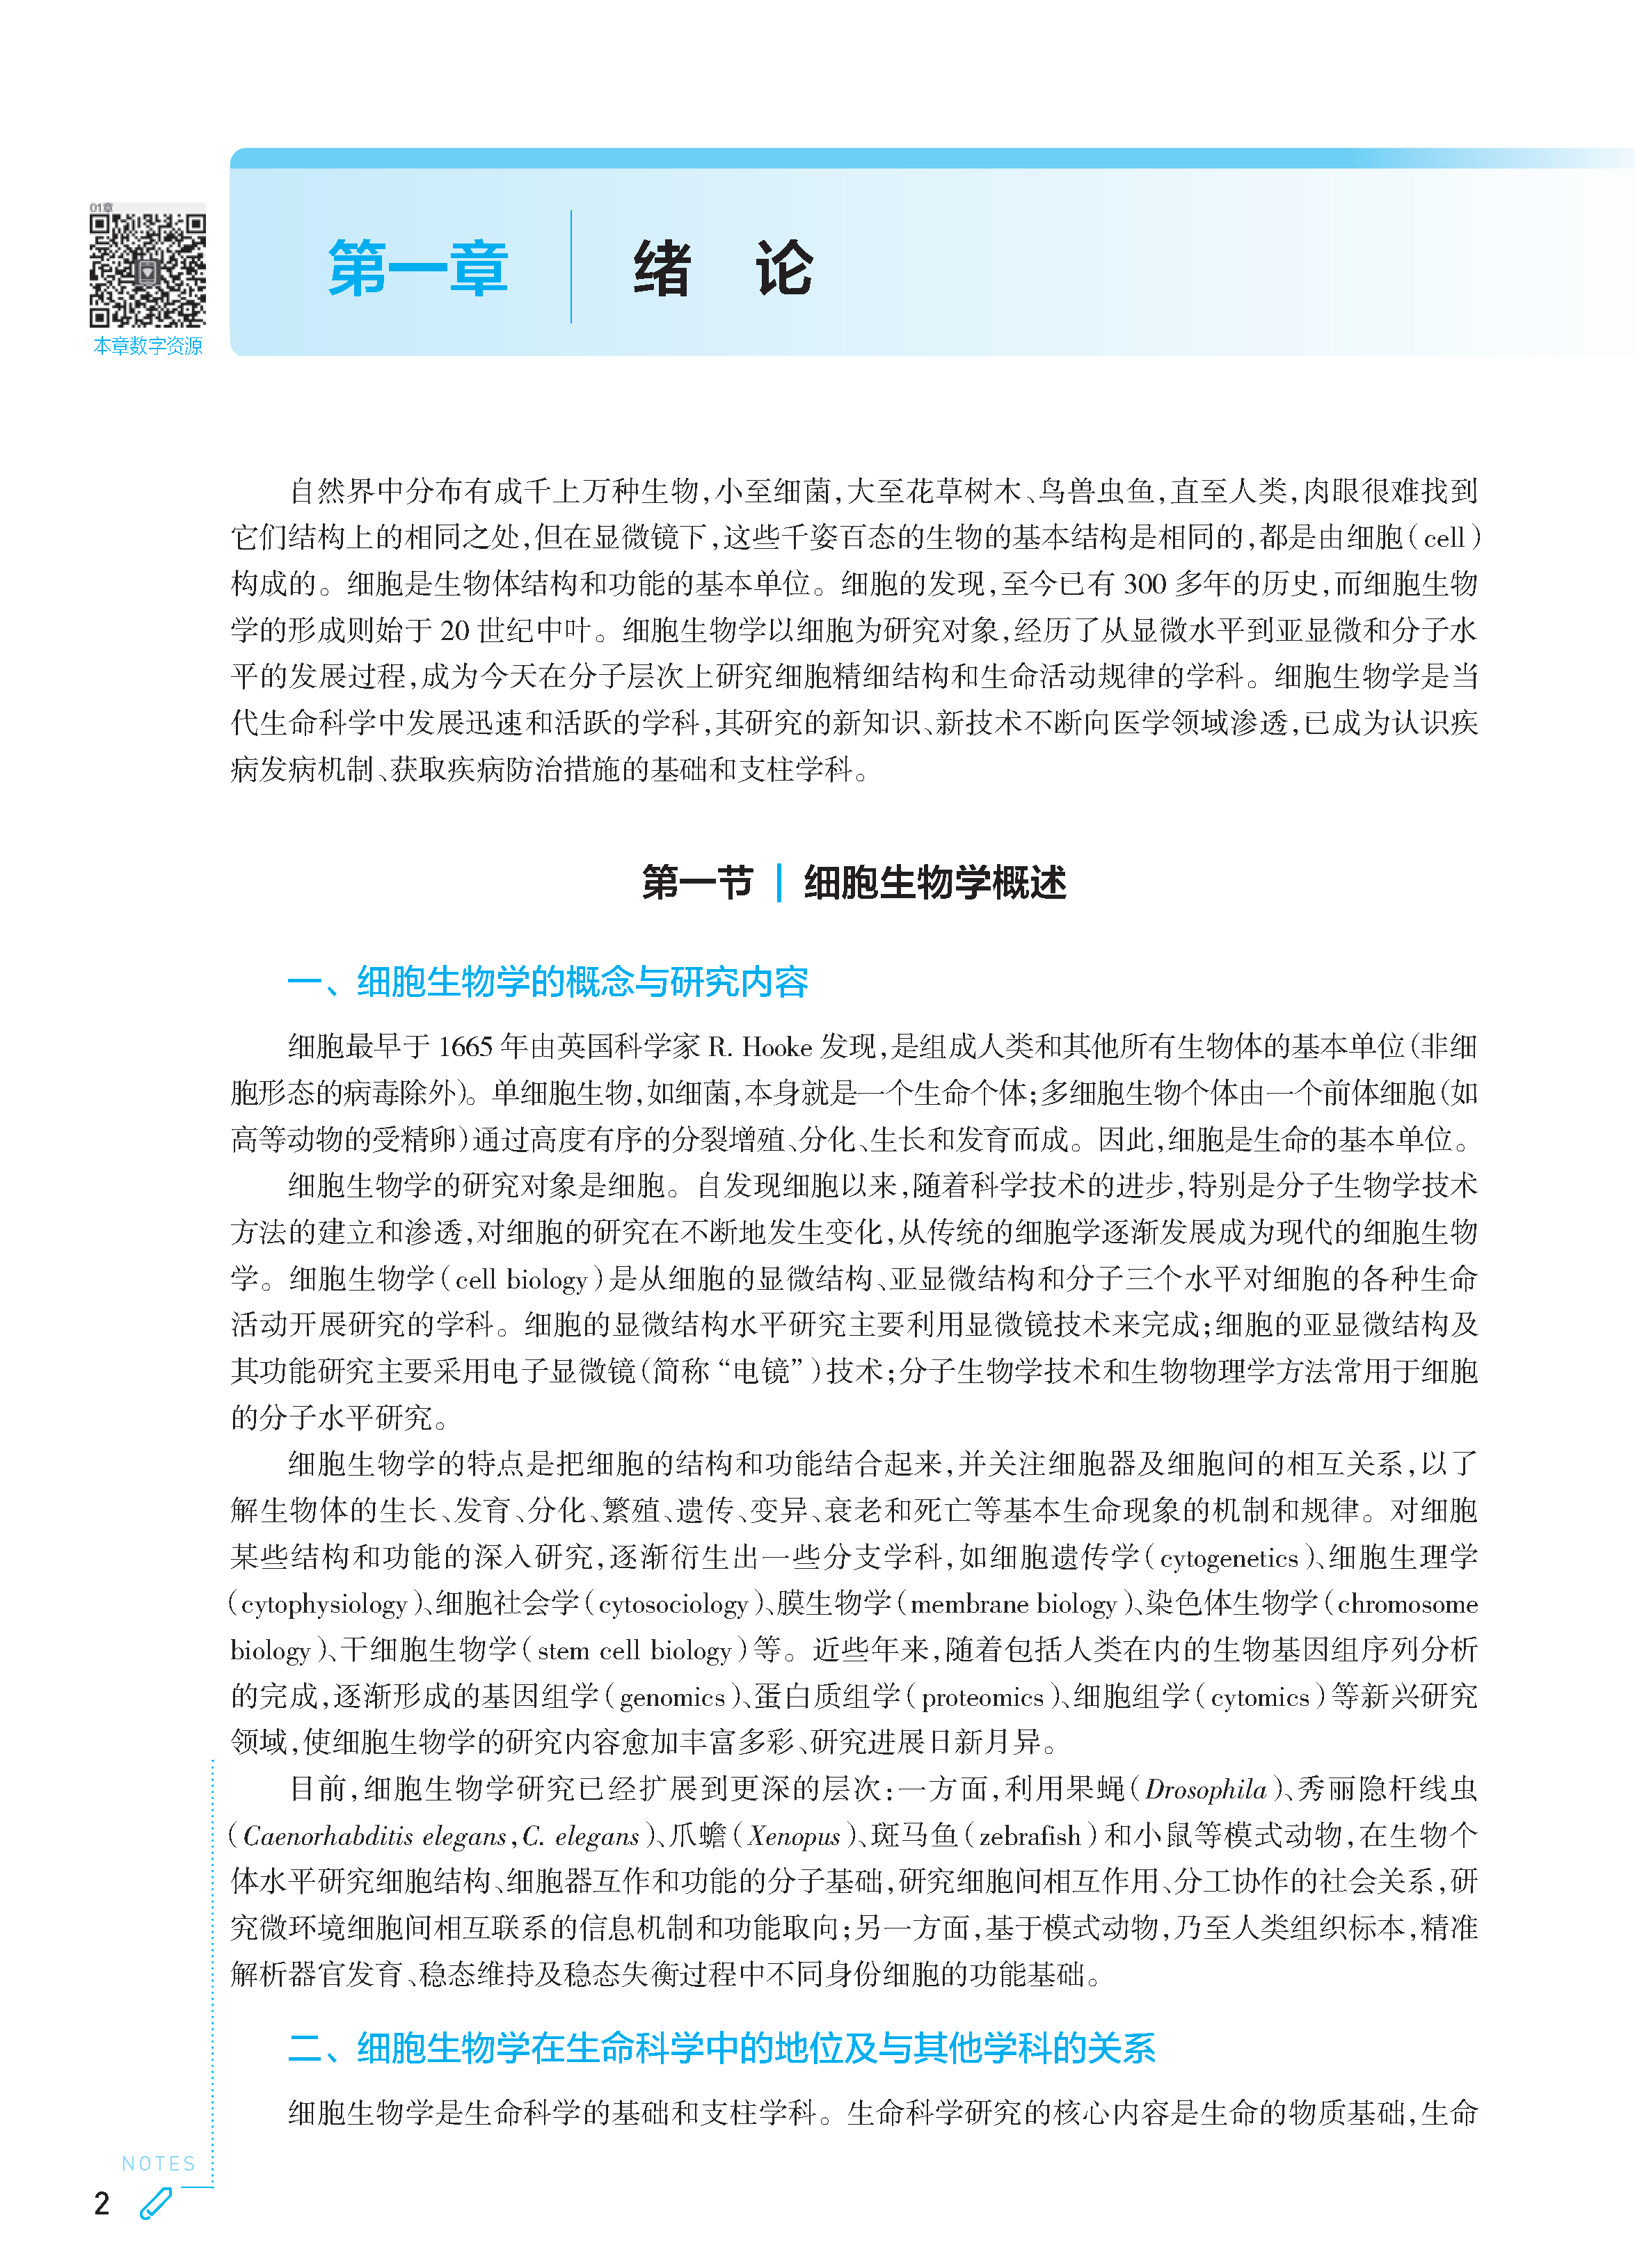 01章
本章数字资源
第一章
绪 论
自然界中分布有成千上万种生物,小至细菌,大至花草树木、鸟兽虫鱼,直至人类,肉眼很难找到
它们结构上的相同之处,但在显微镜下,这些千姿百态的生物的基本结构是相同的,都是由细胞(cell)
构成的。细胞是生物体结构和功能的基本单位。细胞的发现,至今已有 300 多年的历史,而细胞生物
学的形成则始于 20 世纪中叶。细胞生物学以细胞为研究对象,经历了从显微水平到亚显微和分子水
平的发展过程,成为今天在分子层次上研究细胞精细结构和生命活动规律的学科。细胞生物学是当
代生命科学中发展迅速和活跃的学科,其研究的新知识、新技术不断向医学领域渗透,已成为认识疾
病发病机制、获取疾病防治措施的基础和支柱学科。
第一节 | 细胞生物学概述
一、细胞生物学的概念与研究内容
细胞最早于 1665 年由英国科学家 R. Hooke 发现,是组成人类和其他所有生物体的基本单位(非细
胞形态的病毒除外)。单细胞生物,如细菌,本身就是一个生命个体;多细胞生物个体由一个前体细胞(如
高等动物的受精卵)通过高度有序的分裂增殖、分化、生长和发育而成。因此,细胞是生命的基本单位。
细胞生物学的研究对象是细胞。自发现细胞以来,随着科学技术的进步,特别是分子生物学技术
方法的建立和渗透,对细胞的研究在不断地发生变化,从传统的细胞学逐渐发展成为现代的细胞生物
学。细胞生物学(cell biology)是从细胞的显微结构、亚显微结构和分子三个水平对细胞的各种生命
活动开展研究的学科。细胞的显微结构水平研究主要利用显微镜技术来完成;细胞的亚显微结构及
其功能研究主要采用电子显微镜(简称“电镜”)技术;分子生物学技术和生物物理学方法常用于细胞
的分子水平研究。
细胞生物学的特点是把细胞的结构和功能结合起来,并关注细胞器及细胞间的相互关系,以了
解生物体的生长、发育、分化、繁殖、遗传、变异、衰老和死亡等基本生命现象的机制和规律。对细胞
某些结构和功能的深入研究,逐渐衍生出一些分支学科,如细胞遗传学(cytogenetics)、细胞生理学
(cytophysiology)、细胞社会学(cytosociology)、膜生物学(membrane biology)、染色体生物学(chromosome
biology)、干细胞生物学(stem cell biology)等。近些年来,随着包括人类在内的生物基因组序列分析
的完成,逐渐形成的基因组学(genomics)、蛋白质组学(proteomics)、细胞组学(cytomics)等新兴研究
领域,使细胞生物学的研究内容愈加丰富多彩、研究进展日新月异。
目前,细胞生物学研究已经扩展到更深的层次:一方面,利用果蝇(Drosophila)、秀丽隐杆线虫
(Caenorhabditis elegans,C. elegans)、爪蟾(Xenopus)、斑马鱼(zebrafish)和小鼠等模式动物,在生物个
体水平研究细胞结构、细胞器互作和功能的分子基础,研究细胞间相互作用、分工协作的社会关系,研
究微环境细胞间相互联系的信息机制和功能取向;另一方面,基于模式动物,乃至人类组织标本,精准
解析器官发育、稳态维持及稳态失衡过程中不同身份细胞的功能基础。
二、细胞生物学在生命科学中的地位及与其他学科的关系
细胞生物学是生命科学的基础和支柱学科。生命科学研究的核心内容是生命的物质基础,生命
NOTES
2